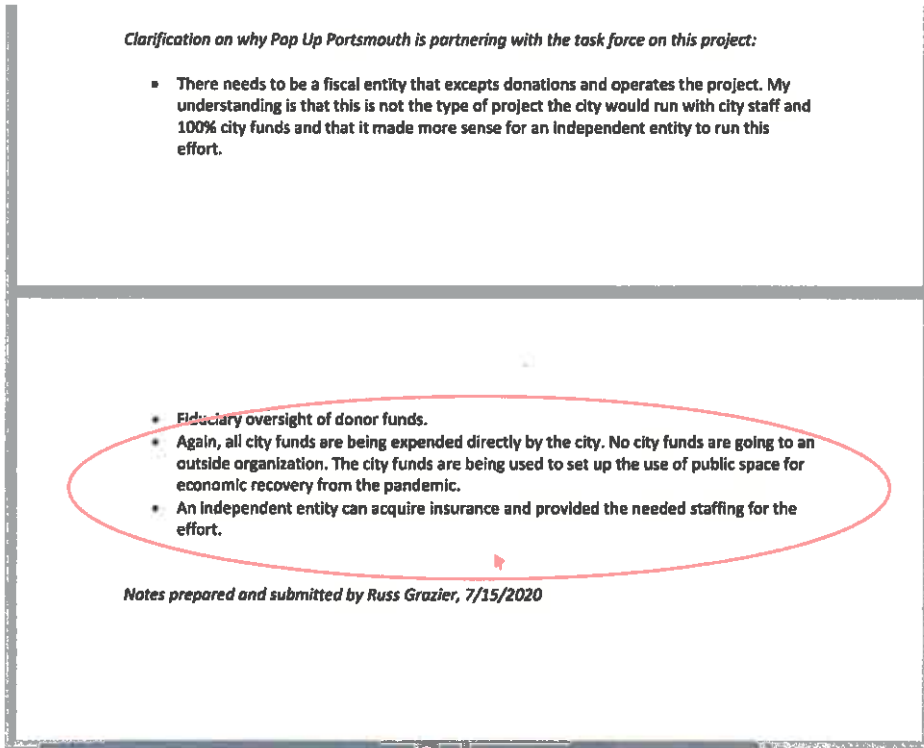 Clarification on why Pop Up Portsmouth is partnering with the task force on this project:
• There needs to be a fiscal entity that excepts donations and operates the project. My
understanding is that this is not the type of project the city would run with city staff and
100% city funds and that it made more sense for an independent entity to run this
effort.
• Fiduciary oversight of donor funds.
• Again, all city funds are being expended directly by the city. No city funds are going to an
outside organization. The city funds are being used to set up the use of public space for
economic recovery from the pandemic.
• An independent entity can acquire insurance and provided the needed staffing for the
effort.
Notes prepared and submitted by Russ Grazier, 7/15/2020